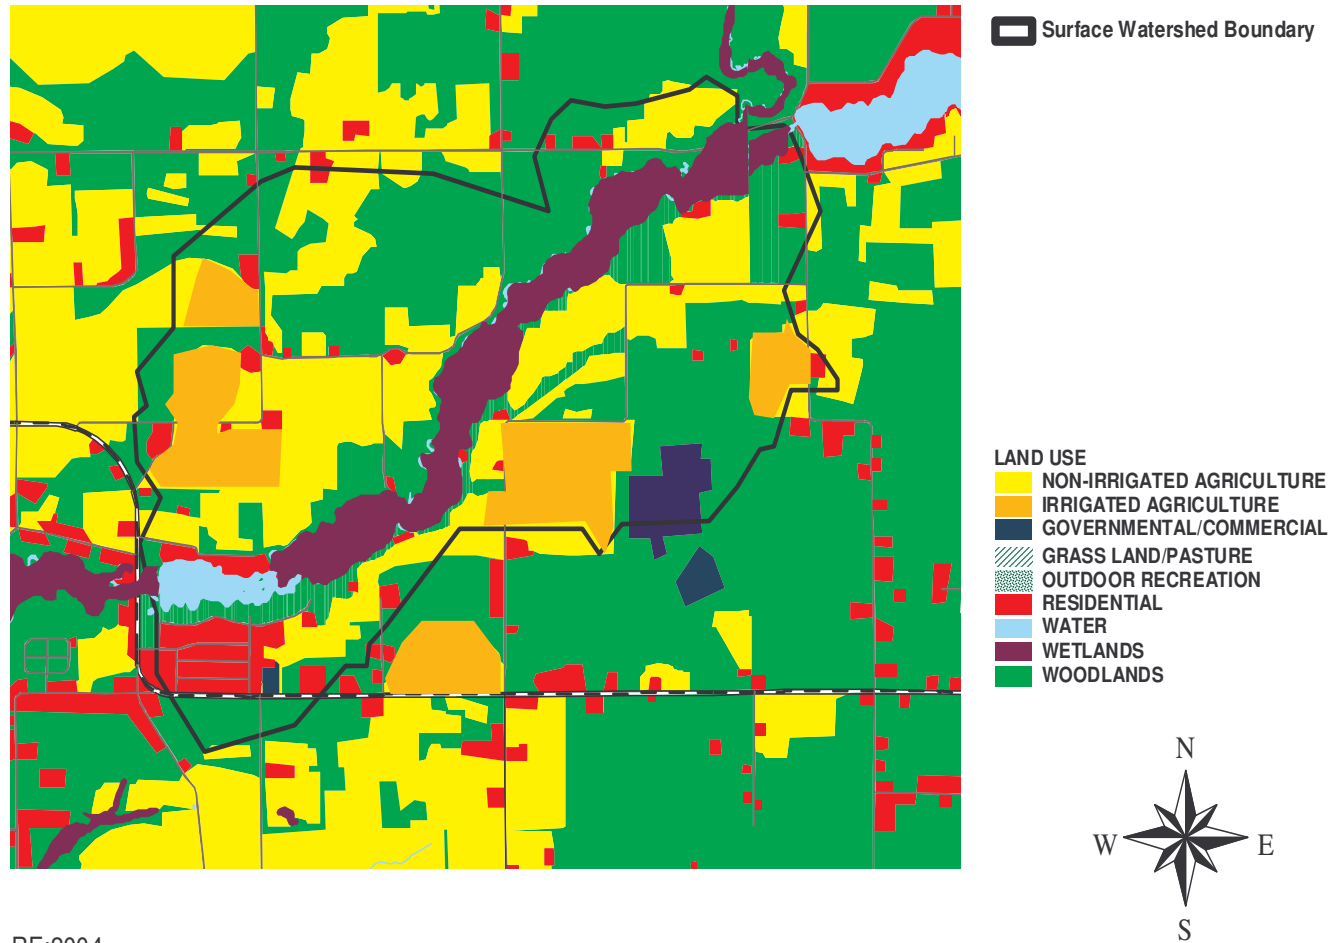 Surface Watershed Boundary
LAND USE
NON-IRRIGATED AGRICULTURE
IRRIGATED AGRICULTURE
GOVERNMENTAL/COMMERCIAL
GRASS LAND/PASTURE
OUTDOOR RECREATION
RESIDENTIAL
WATER
WETLANDS
WOODLANDS
N
W E
S